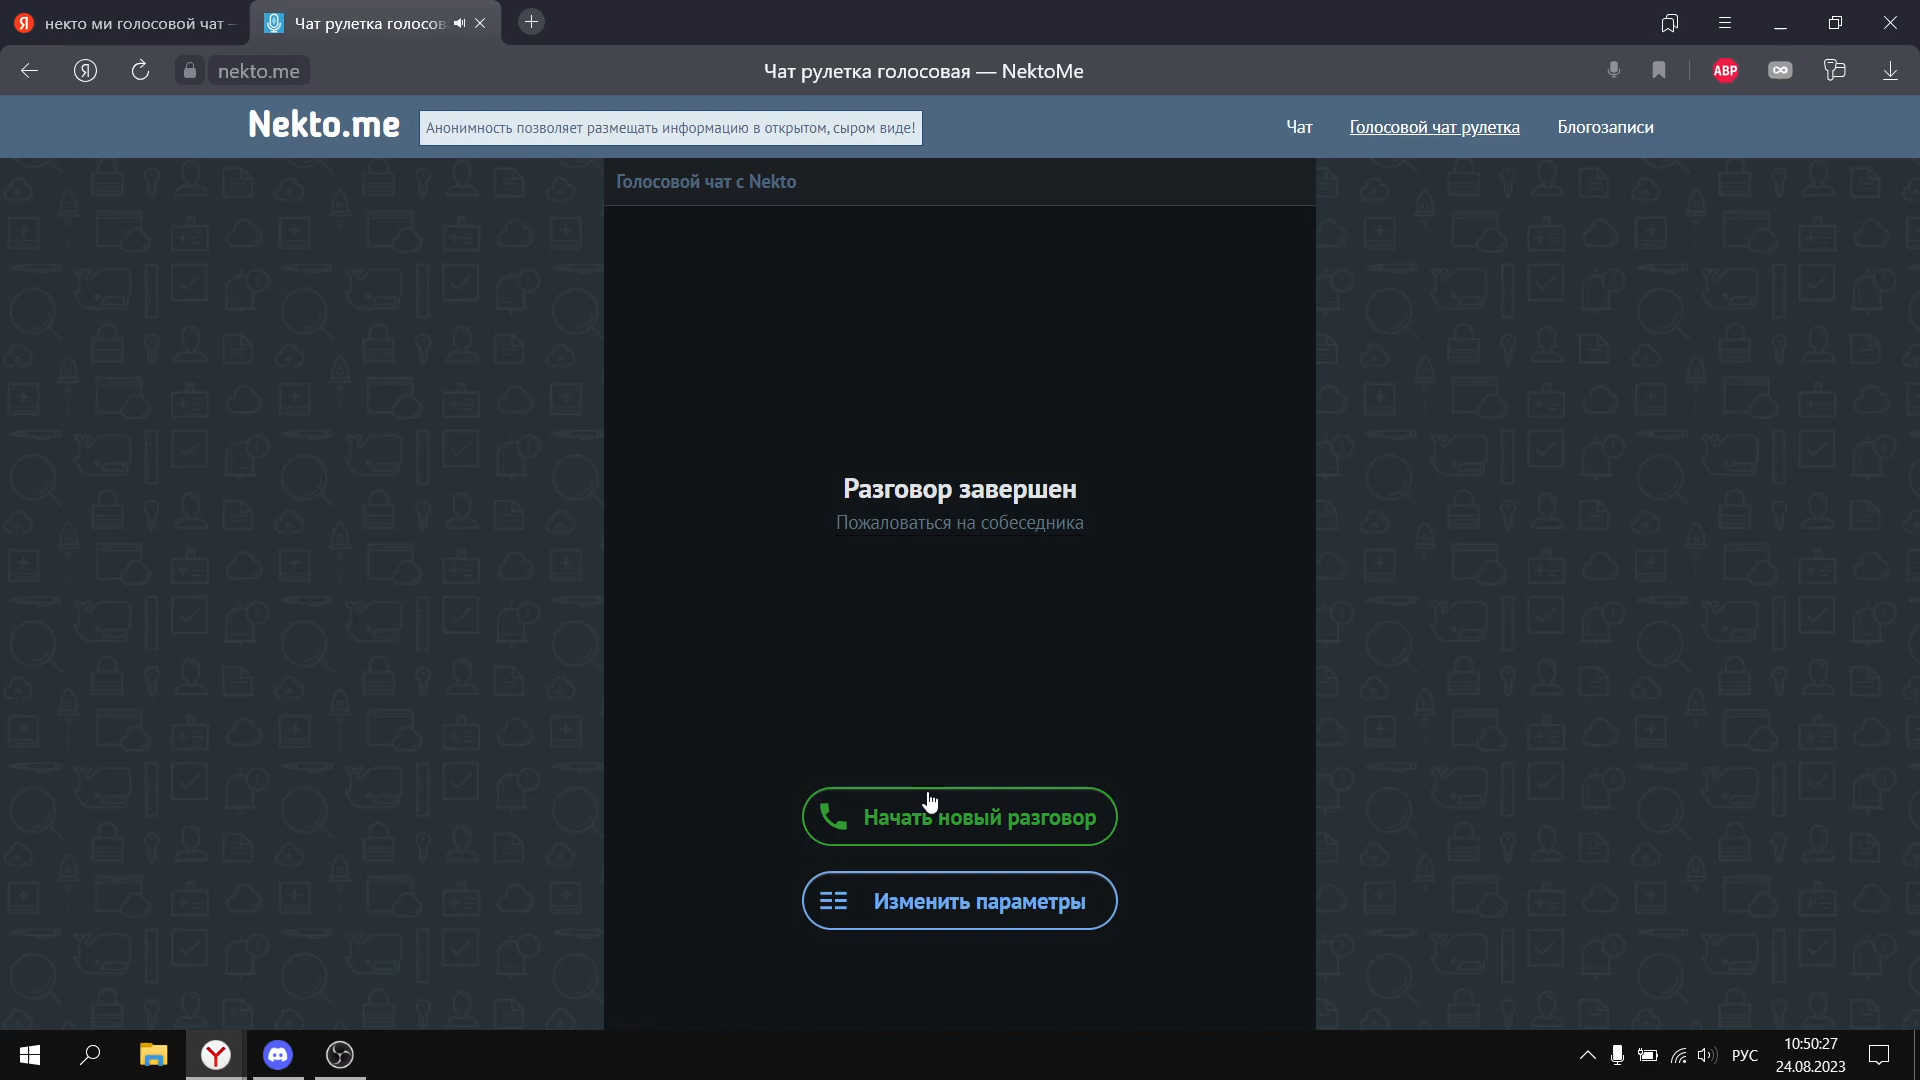 Я некто ми голосовой чат –
Чат рулетка голосов
Я nekto.me Чат рулетка голосовая — NektoMe ABP
Nekto.me Анонимность позволяет размещать информацию в открытом, сыром виде! Чат Голосовой чат рулетка Блогозаписи
Голосовой чат с Nekto
Разговор завершен
Пожаловаться на собеседника
Начать новый разговор
Изменить параметры
РУС
10:50:27
24.08.2023